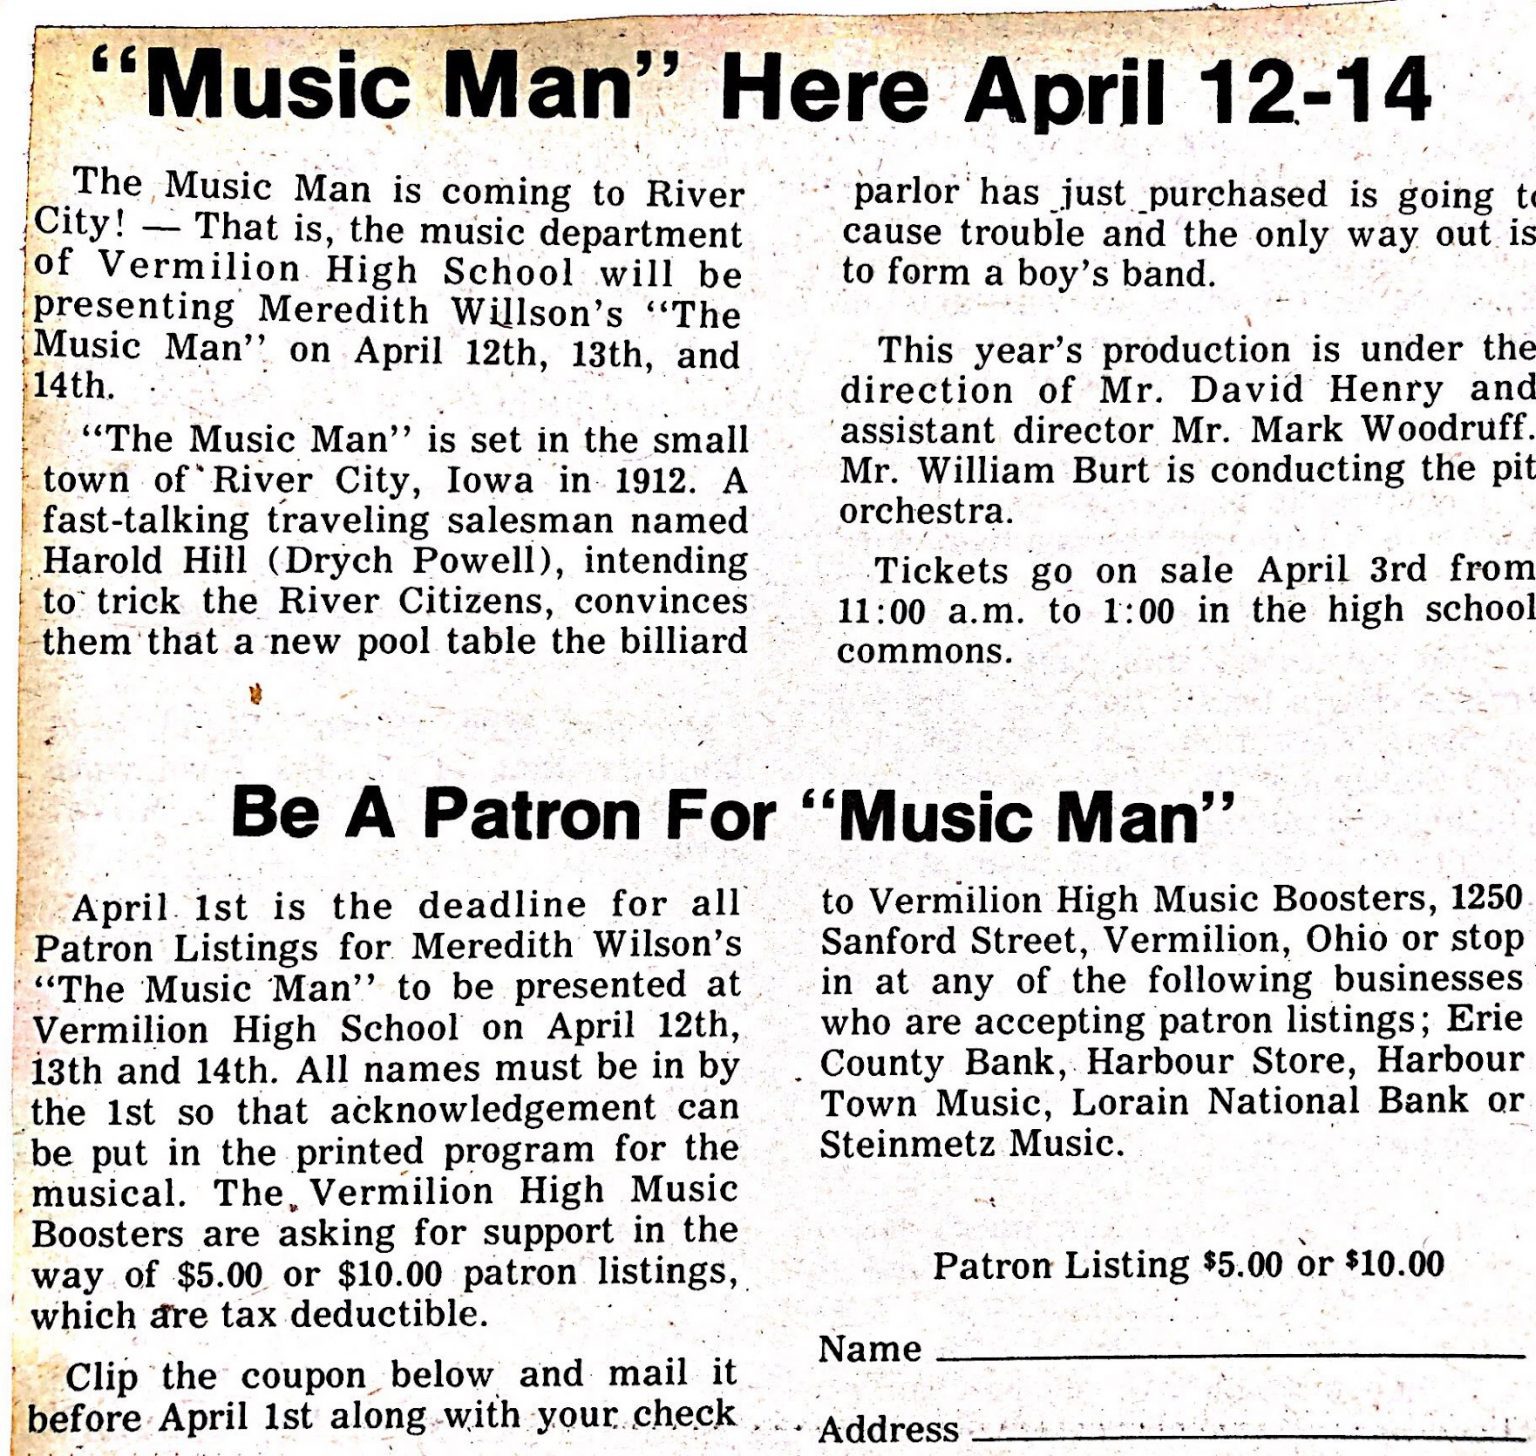 “Music Man” Here April 12-14
The Music Man is coming to River
City! — That is, the music department
of Vermilion High School will be
presenting Meredith Willson’s “The
Music Man” on April 12th, 13th, and
14th.
“The Music Man” is set in the small
town of River City, Iowa in 1912. A
fast-talking traveling salesman named
Harold Hill (Drych Powell), intending
to trick the River Citizens, convinces
them that a new pool table the billiard
parlor has just purchased is going to
cause trouble and the only way out is
to form a boy’s band.
This year’s production is under the
direction of Mr. David Henry and
assistant director Mr. Mark Woodruff.
Mr. William Burt is conducting the pit
orchestra.
Tickets go on sale April 3rd from
11:00 a.m. to 1:00 in the high school
commons.
Be A Patron For “Music Man”
April 1st is the deadline for all
Patron Listings for Meredith Wilson’s
“The Music Man” to be presented at
Vermilion High School on April 12th,
13th and 14th. All names must be in by
the 1st so that acknowledgement can
be put in the printed program for the
musical. The Vermilion High Music
Boosters are asking for support in the
way of $5.00 or $10.00 patron listings,
which are tax deductible.
Clip the coupon below and mail it
before April 1st along with your check
to Vermilion High Music Boosters, 1250
Sanford Street, Vermilion, Ohio or stop
in at any of the following businesses
who are accepting patron listings; Erie
County Bank, Harbour Store, Harbour
Town Music, Lorain National Bank or
Steinmetz Music.
Patron Listing $5.00 or $10.00
Name
Address